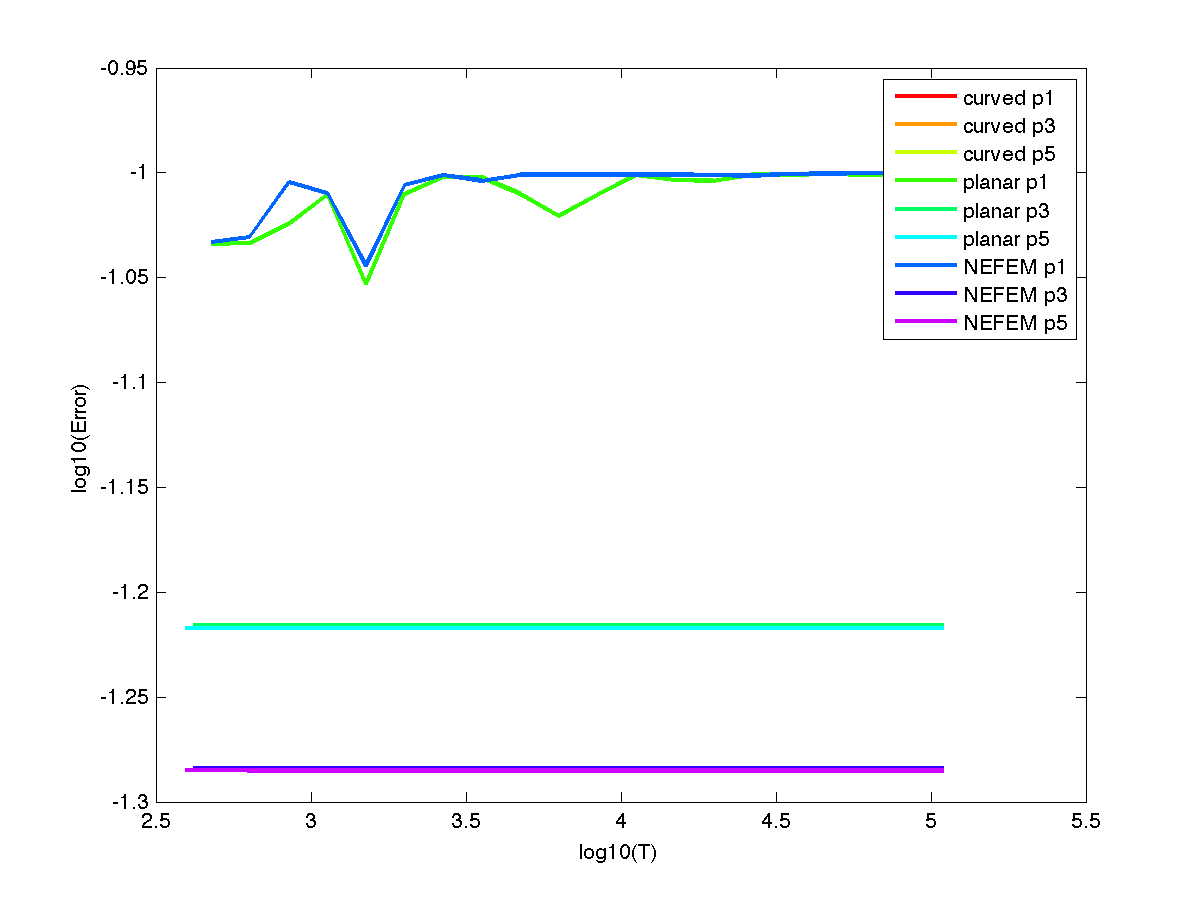 -0.95
-1
-1.05
-1.1
-1.15
-1.2
-1.25
-1.3
log10(Error)
2.5 3 3.5 4 4.5 5 5.5
log10(T)
curved p1
curved p3
curved p5
planar p1
planar p3
planar p5
NEFEM p1
NEFEM p3
NEFEM p5